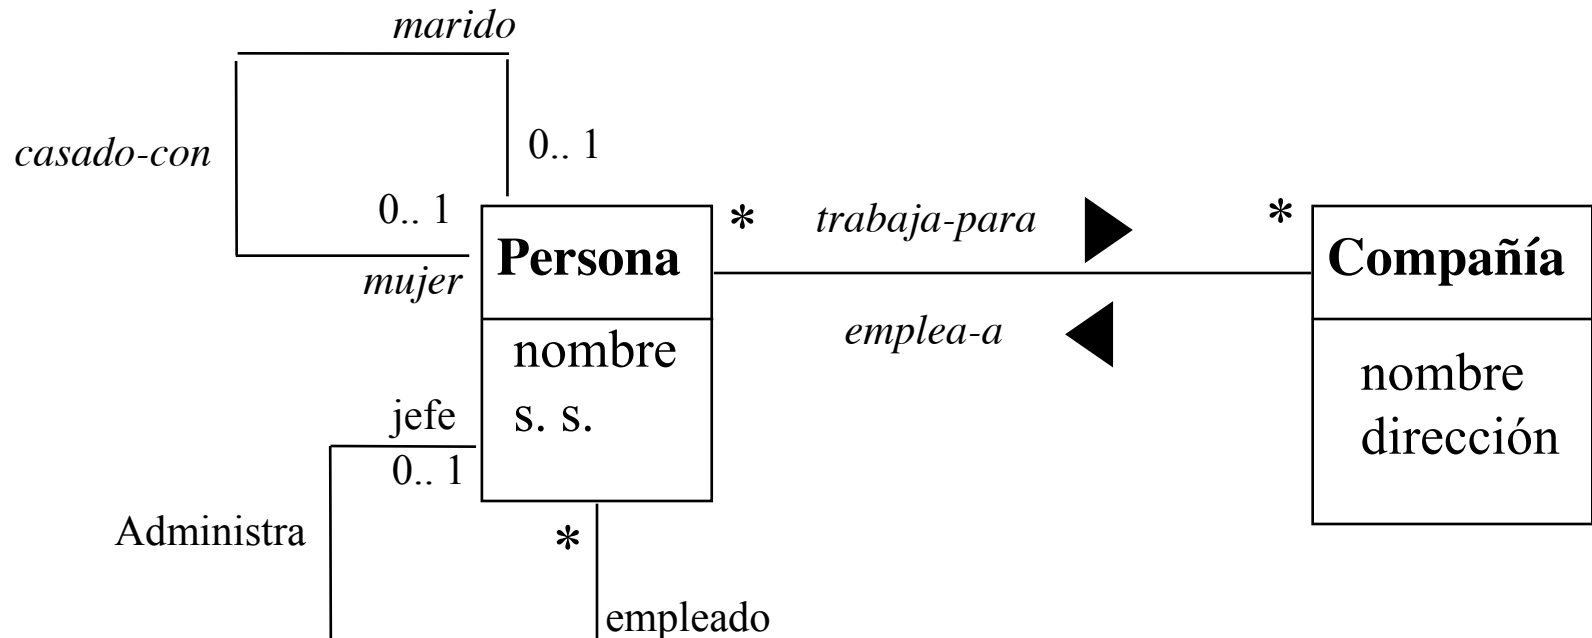 marido
casado-con
0.. 1
0.. 1
mujer
Persona
nombre
s. s.
*
trabaja-para
*
emplea-a
Compañía
nombre
dirección
jefe
0.. 1
Administra
*
empleado